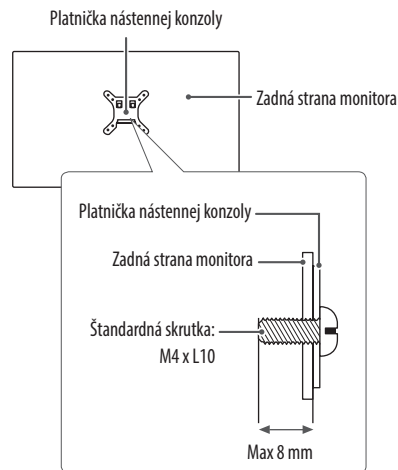 Platnička nástennej konzoly
Zadná strana monitora
Platnička nástennej konzoly
Zadná strana monitora
Štandardná skrutka:
M4 x L10
Max 8 mm